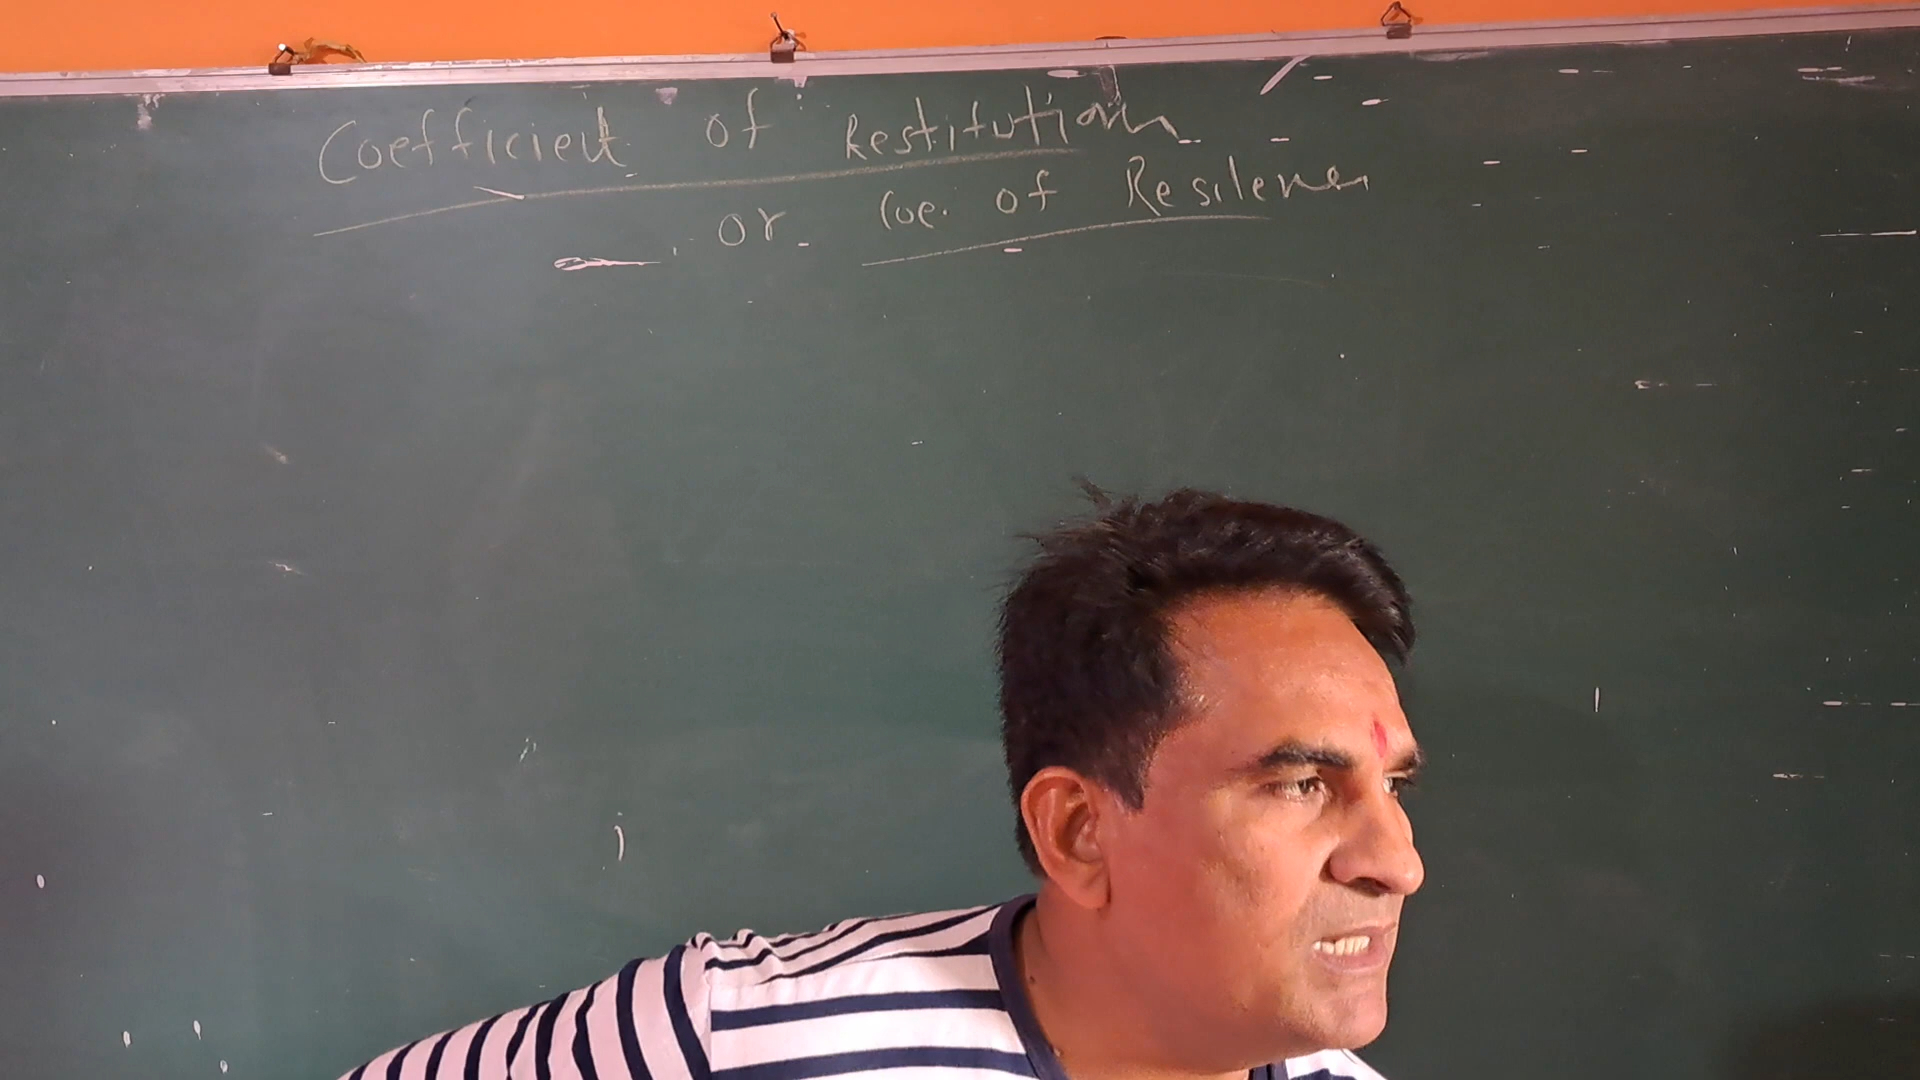 Coefficient of Restitution
or Coe. of Resilence